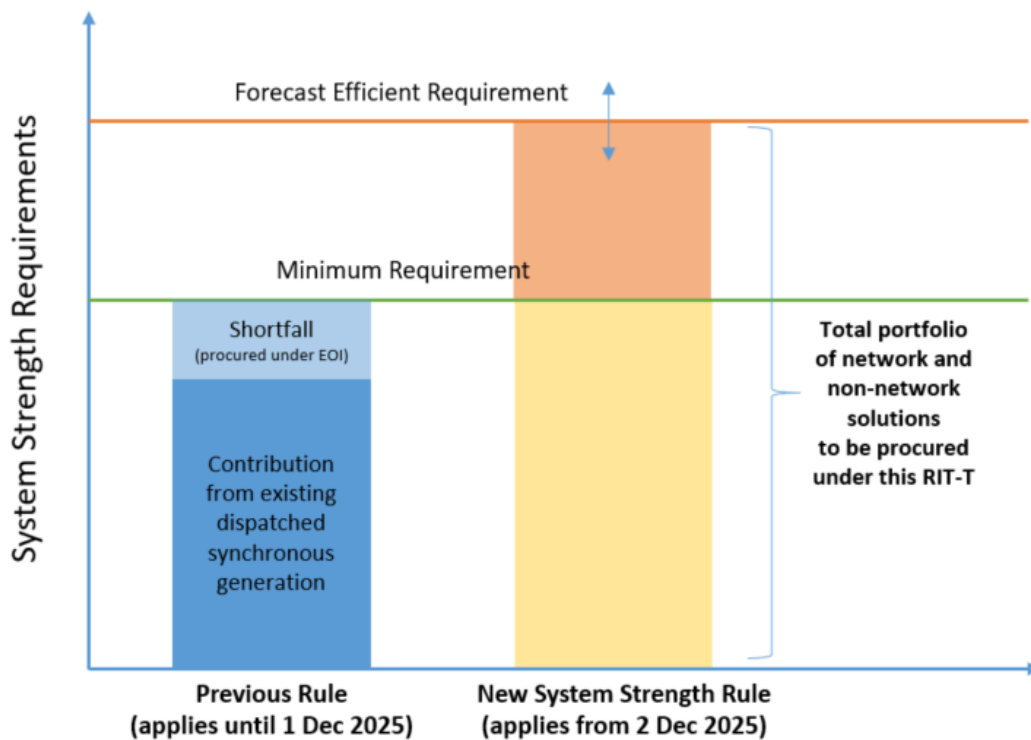 System Strength Requirements
Forecast Efficient Requirement
Minimum Requirement
Shortfall
(procured under EOI)
Contribution
from existing
dispatched
synchronous
generation
Total portfolio
of network and
non-network
solutions
to be procured
under this RIT-T
Previous Rule
(applies until 1 Dec 2025)
New System Strength Rule
(applies from 2 Dec 2025)